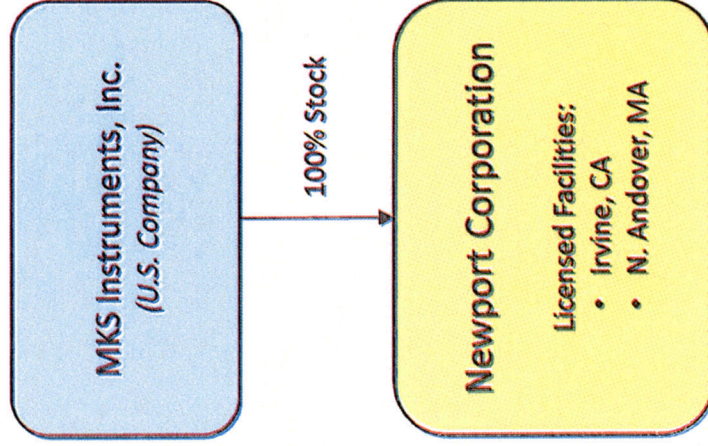 MKS Instruments, Inc.
(U.S. Company)
100% Stock
Newport Corporation
Licensed Facilities:
• Irvine, CA
• N. Andover, MA